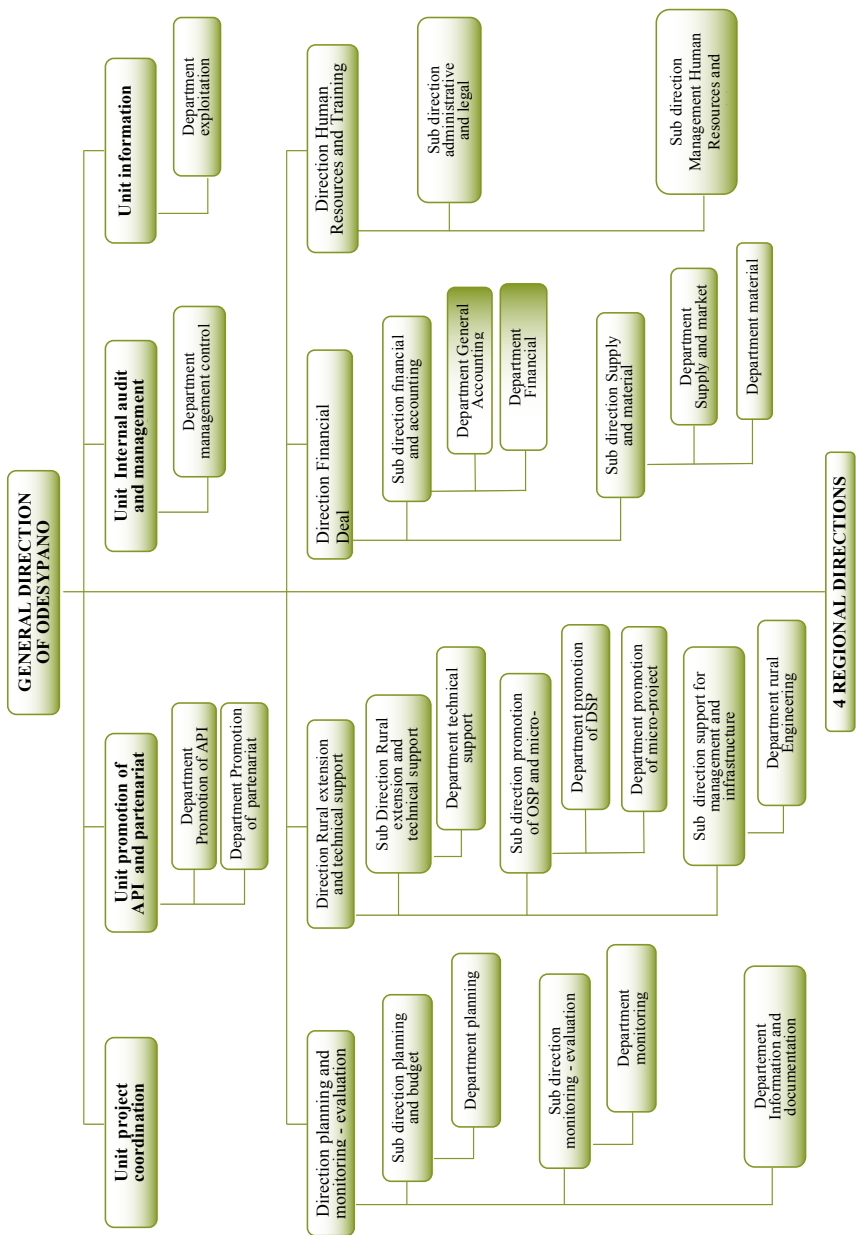 GENERAL DIRECTION
OF ODESYPANO
Unit project
coordination
Unit promotion of
API and partenariat
Department
Promotion of API
Department Promotion
of partenariat
Unit Internal audit
and management
Department
management control
Unit information
Department
exploitation
Direction planning and
monitoring - evaluation
Sub direction planning
and budget
Department planning
Sub direction
monitoring - evaluation
Department
monitoring
Departement
Information and
documentation
Direction Rural extension
and technical support
Sub Direction Rural
extension and
technical support
Department technical
support
Sub direction promotion
of OSP and micro-
Department promotion
of DSP
Department promotion
of micro-project
Sub direction support for
management and
infrastructure
Department rural
Engineering
Direction Financial
Deal
Sub direction financial
and accounting
Department General
Accounting
Department
Financial
Sub direction Supply
and material
Department
Supply and market
Department material
Direction Human
Resources and Training
Sub direction
administrative
and legal
Sub direction
Management Human
Resources and
4 REGIONAL DIRECTIONS